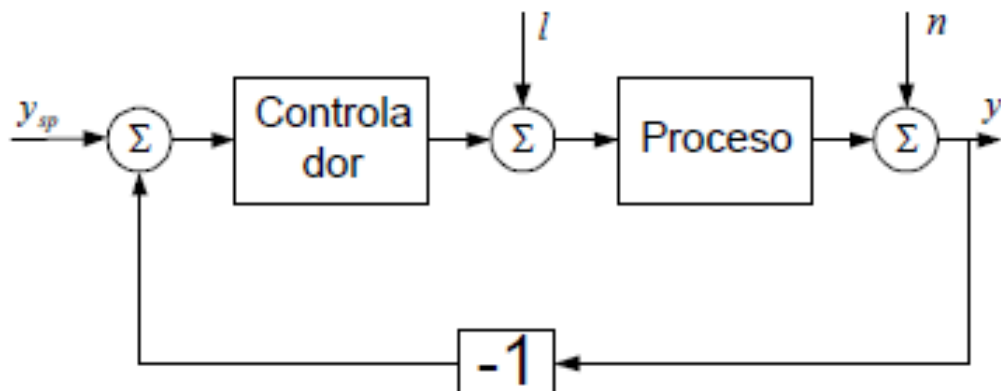 l
n
y_sp
Σ
Controla
dor
Σ
Proceso
Σ
y
-1